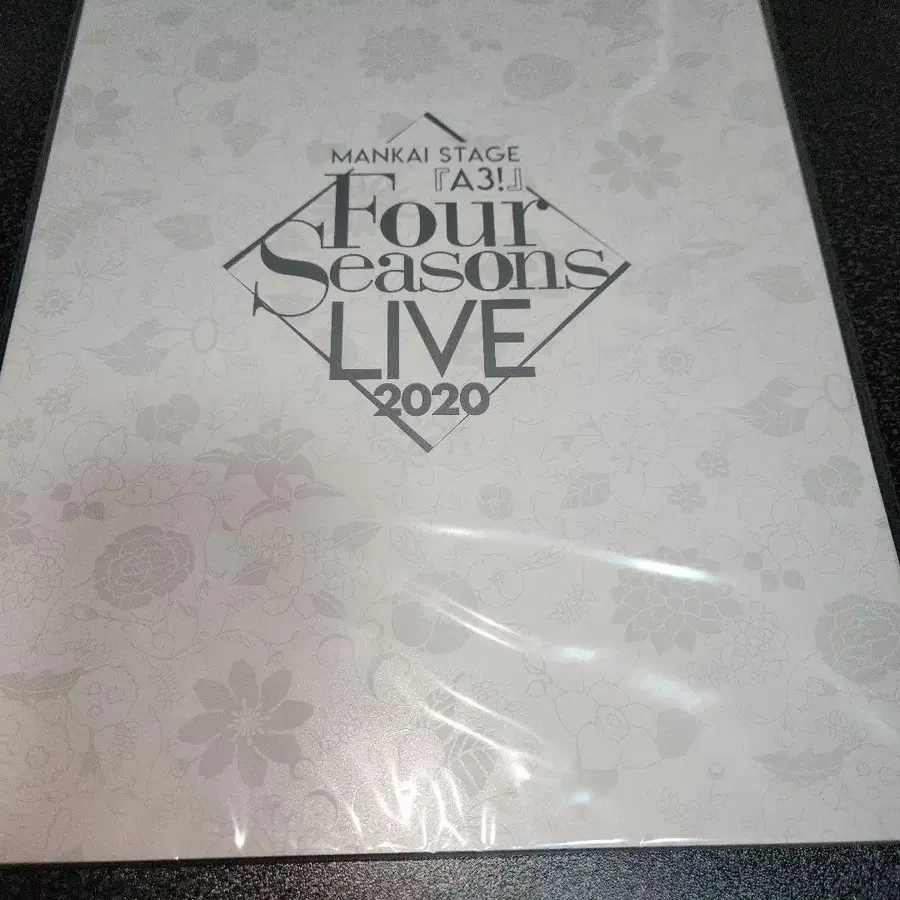 MANKAI STAGE
『A3!』
Four
Seasons
LIVE
2020